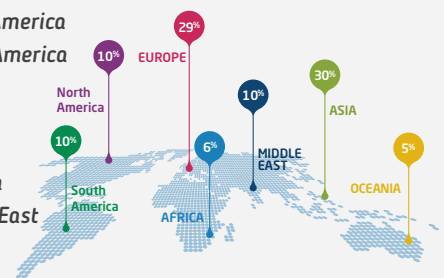 America
America
East
10%
North
America
29%
EUROPE
10%
South
America
6%
AFRICA
10%
MIDDLE
EAST
30%
ASIA
5%
OCEANIA